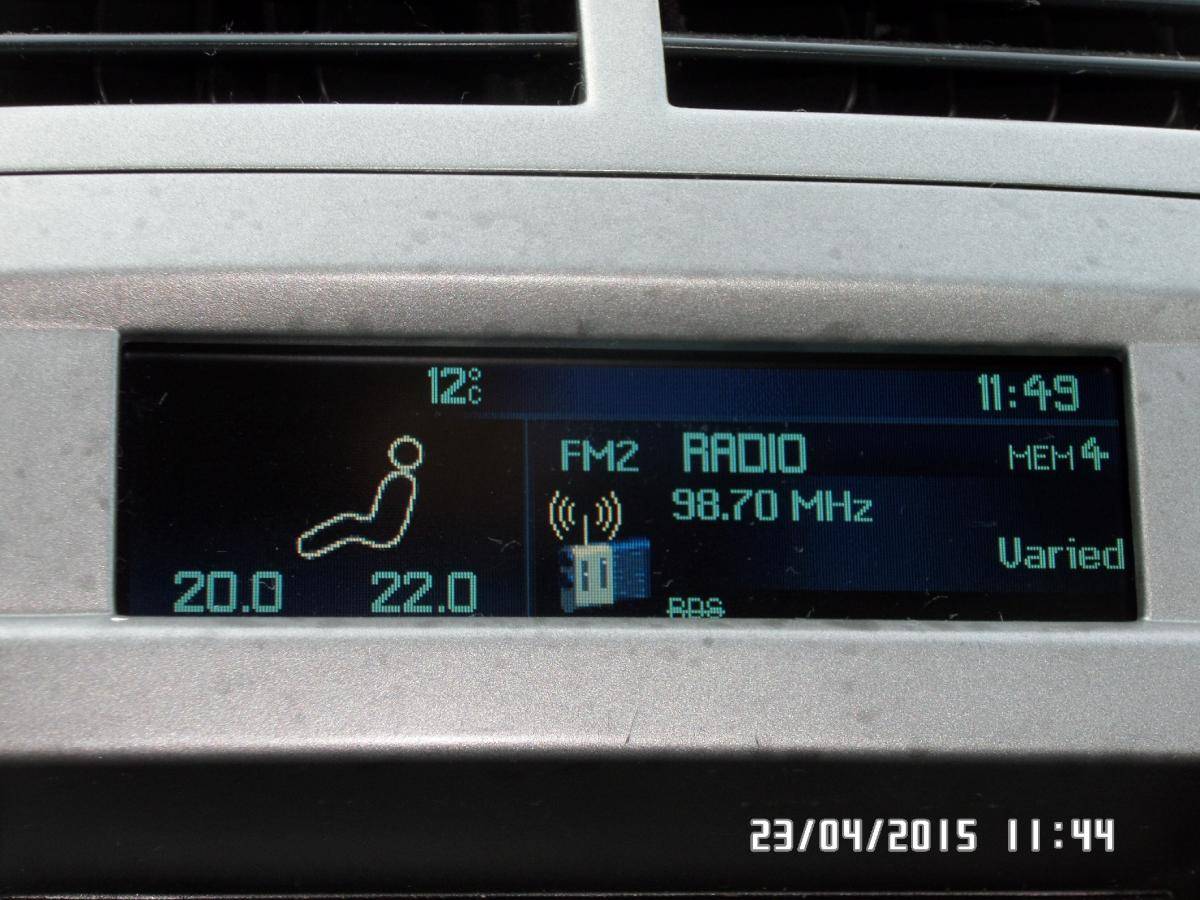 12°C 11:49
FM2 RADIO MEM 4
98.70 MHz
Varied
20.0 22.0
RDS
23/04/2015 11:44